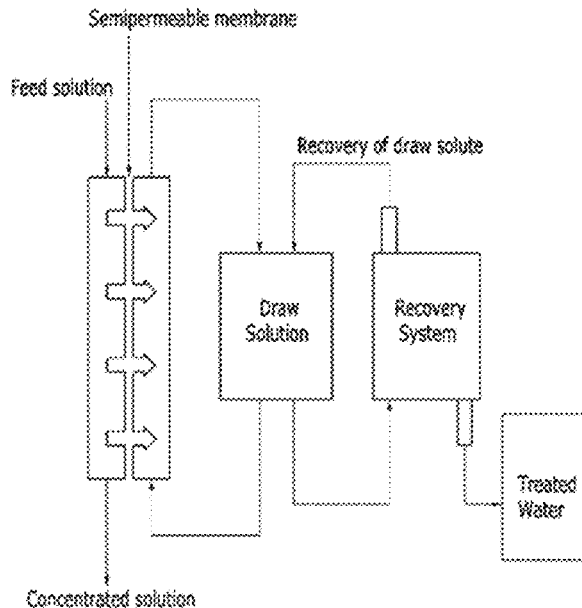 Semipermeable membrane
Feed solution
Recovery of draw solute
Draw
Solution
Recovery
System
Treated
Water
Concentrated solution